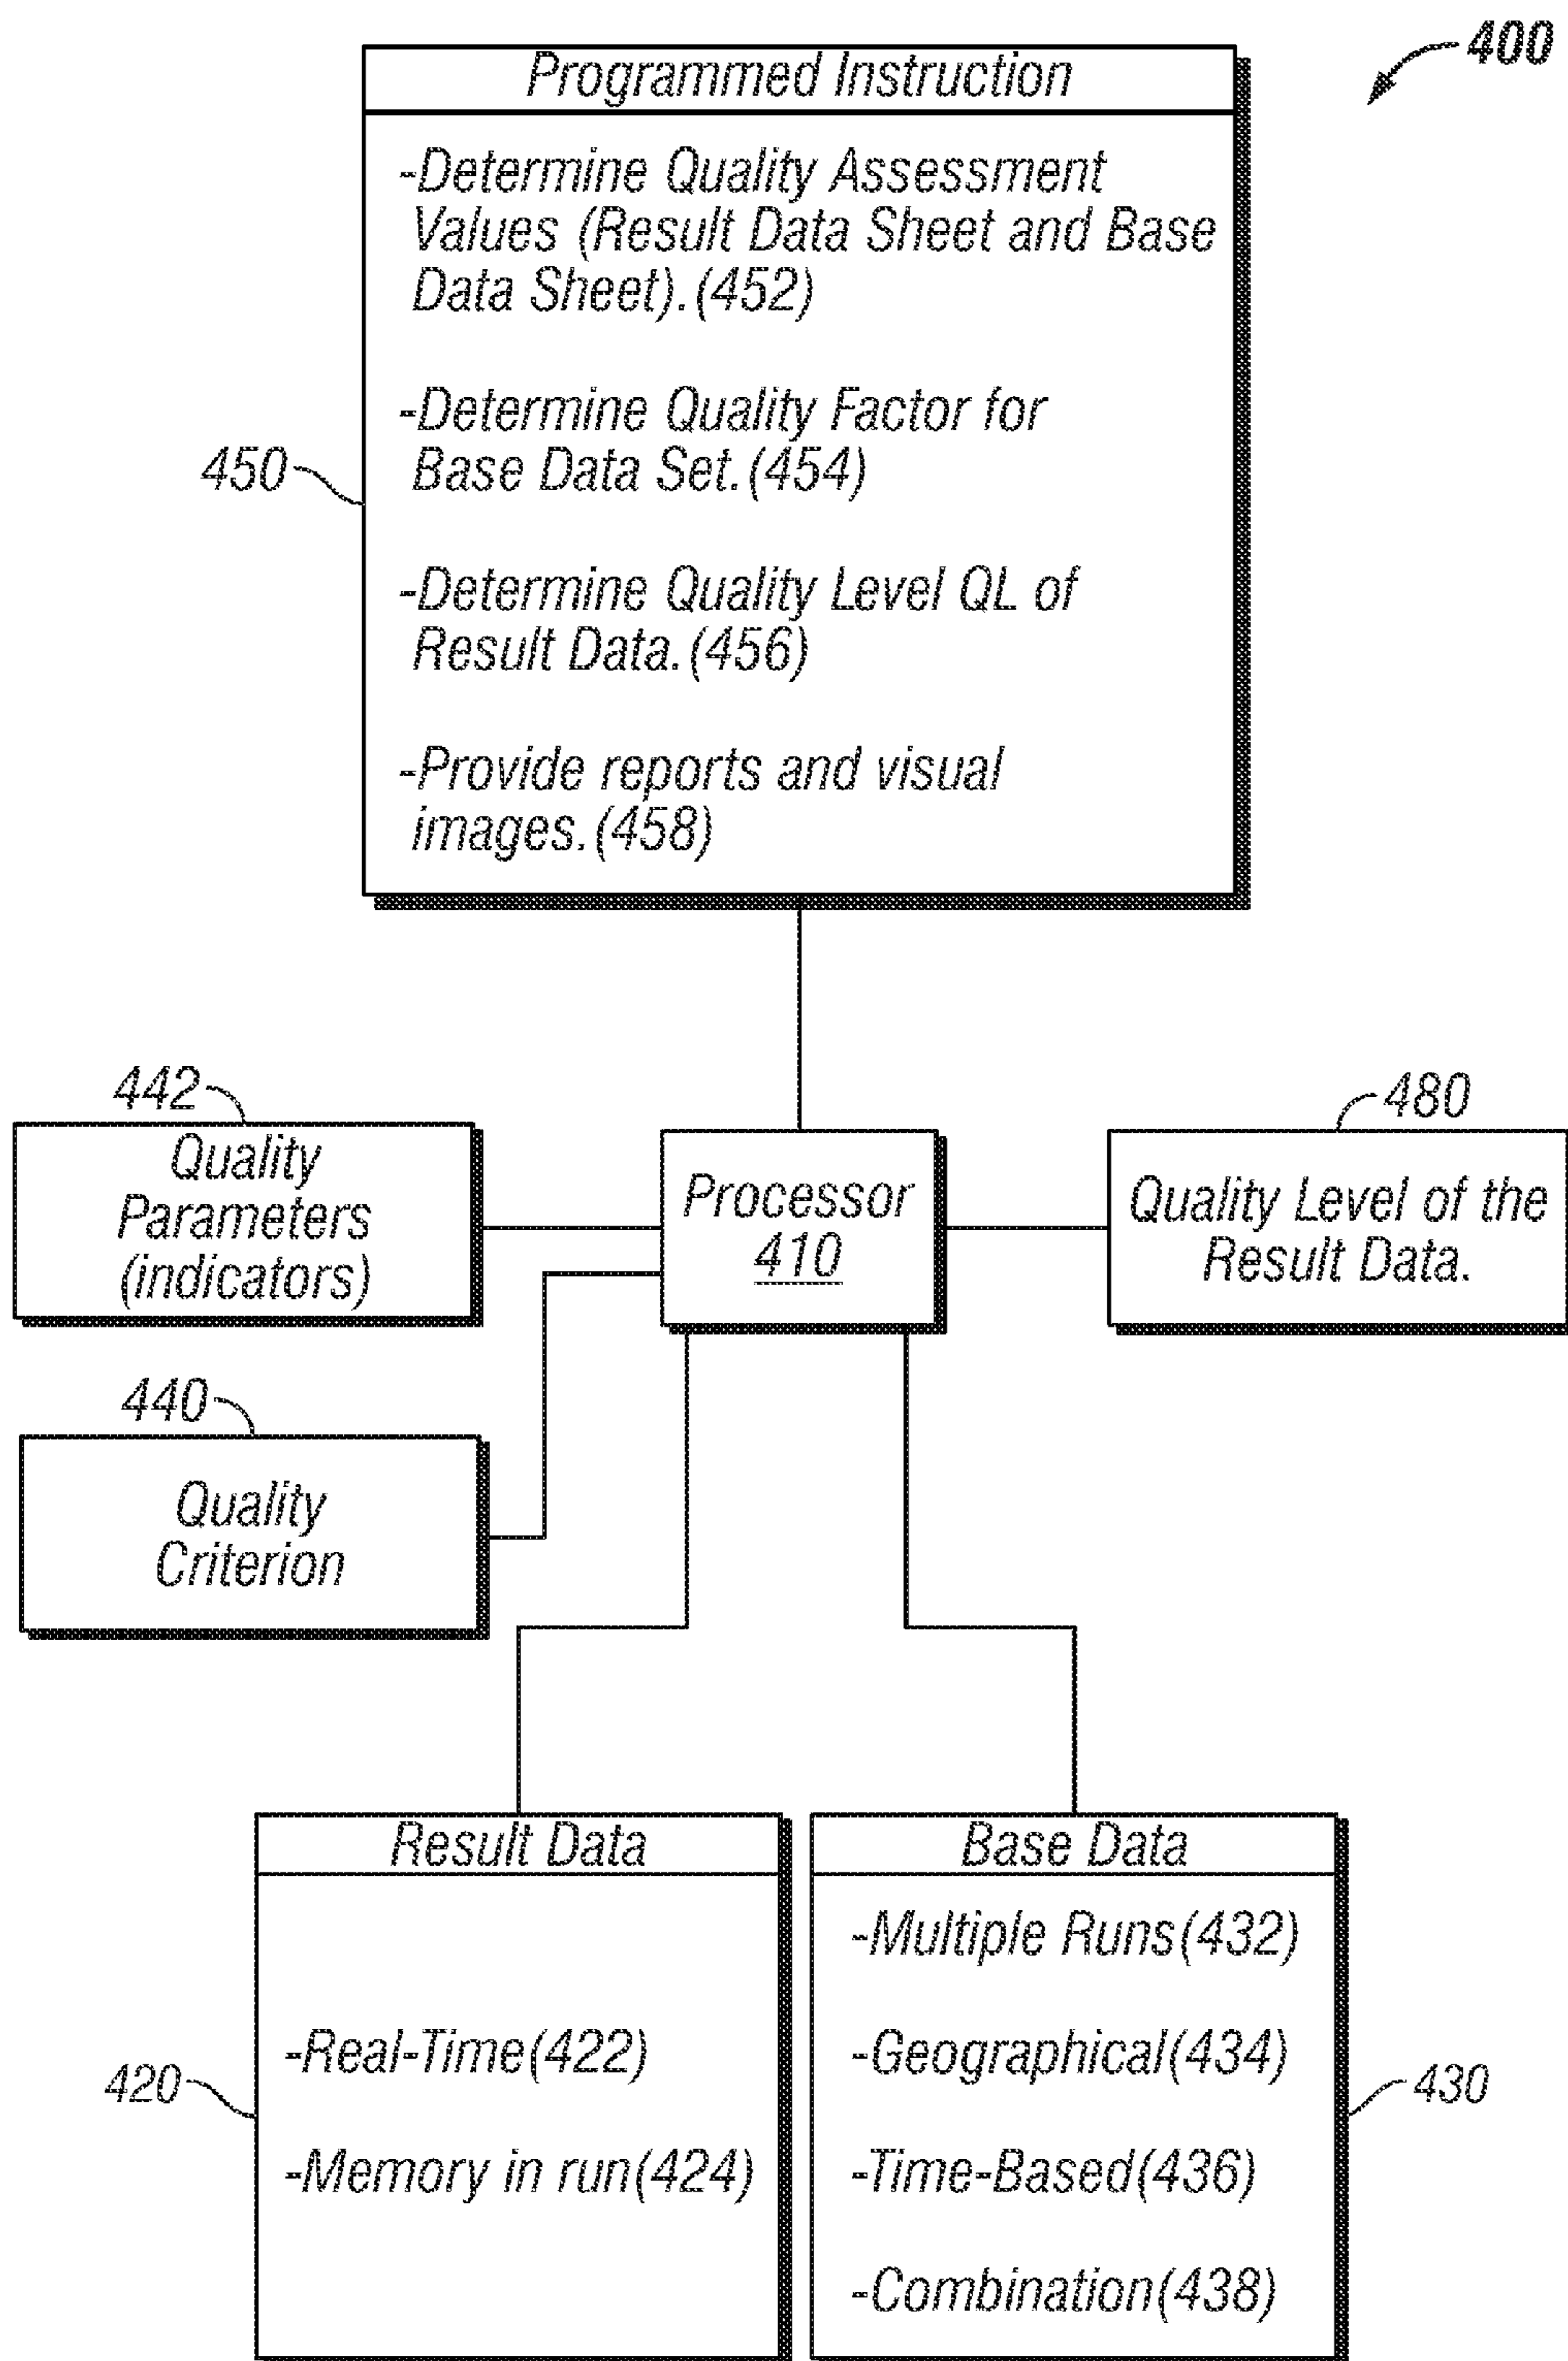 400
Programmed Instruction
-Determine Quality Assessment
Values (Result Data Sheet and Base
Data Sheet).(452)
-Determine Quality Factor for
Base Data Set.(454)
450
-Determine Quality Level QL of
Result Data.(456)
-Provide reports and visual
images.(458)
442
Quality
Parameters
(indicators)
Processor
410
480
Quality Level of the
Result Data.
440
Quality
Criterion
Result Data
-Real-Time(422)
420
-Memory in run(424)
Base Data
-Multiple Runs(432)
-Geographical(434)
430
-Time-Based(436)
-Combination(438)